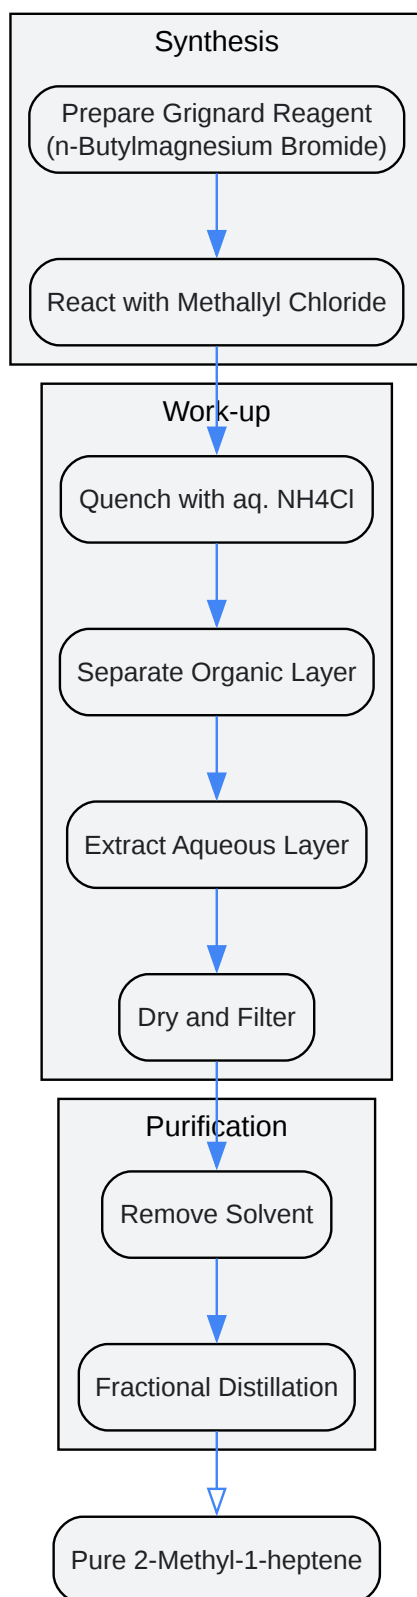 Synthesis
Prepare Grignard Reagent
(n-Butylmagnesium Bromide)
React with Methallyl Chloride
Work-up
Quench with aq. NH4Cl
Separate Organic Layer
Extract Aqueous Layer
Dry and Filter
Purification
Remove Solvent
Fractional Distillation
Pure 2-Methyl-1-heptene